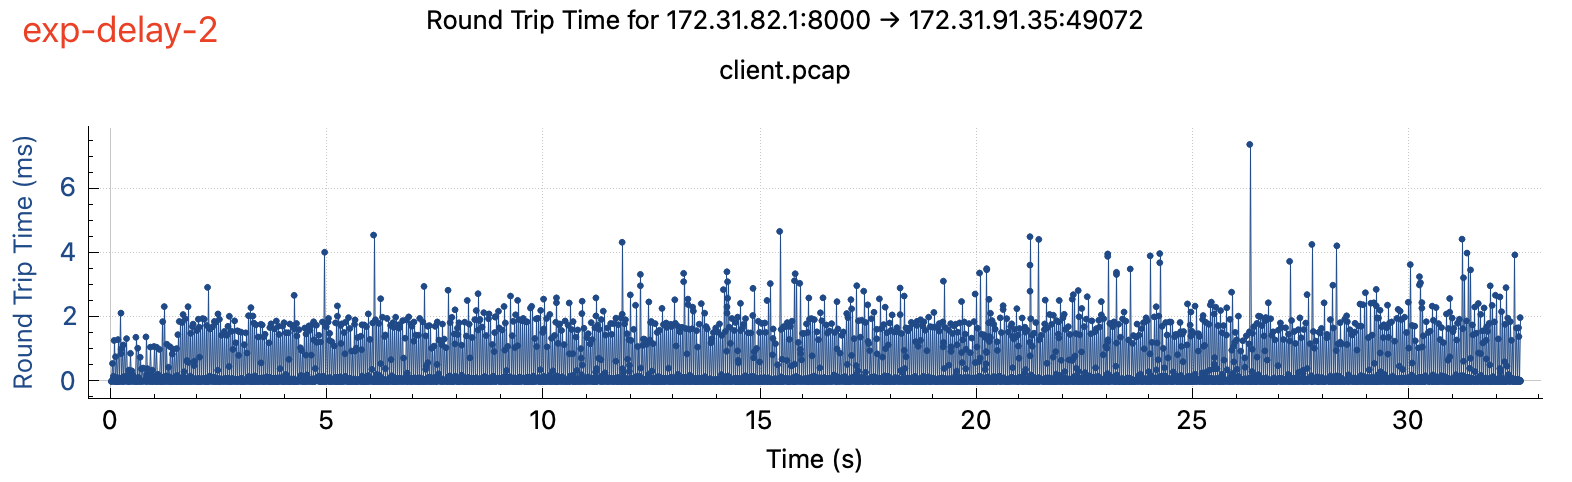 exp-delay-2
Round Trip Time for 172.31.82.1:8000 → 172.31.91.35:49072
client.pcap
Round Trip Time (ms)
6
4
2
0
0 5 10 15 20 25 30
Time (s)